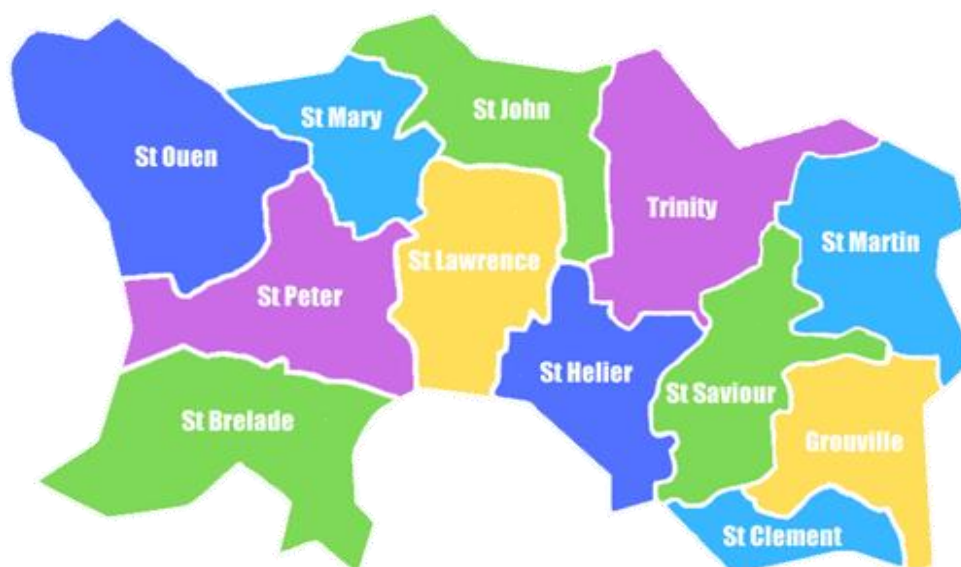 St John
St Mary
St Ouen
Trinity
St Martin
St Lawrence
St Peter
St Helier
St Saviour
St Brelade
Grouville
St Clement